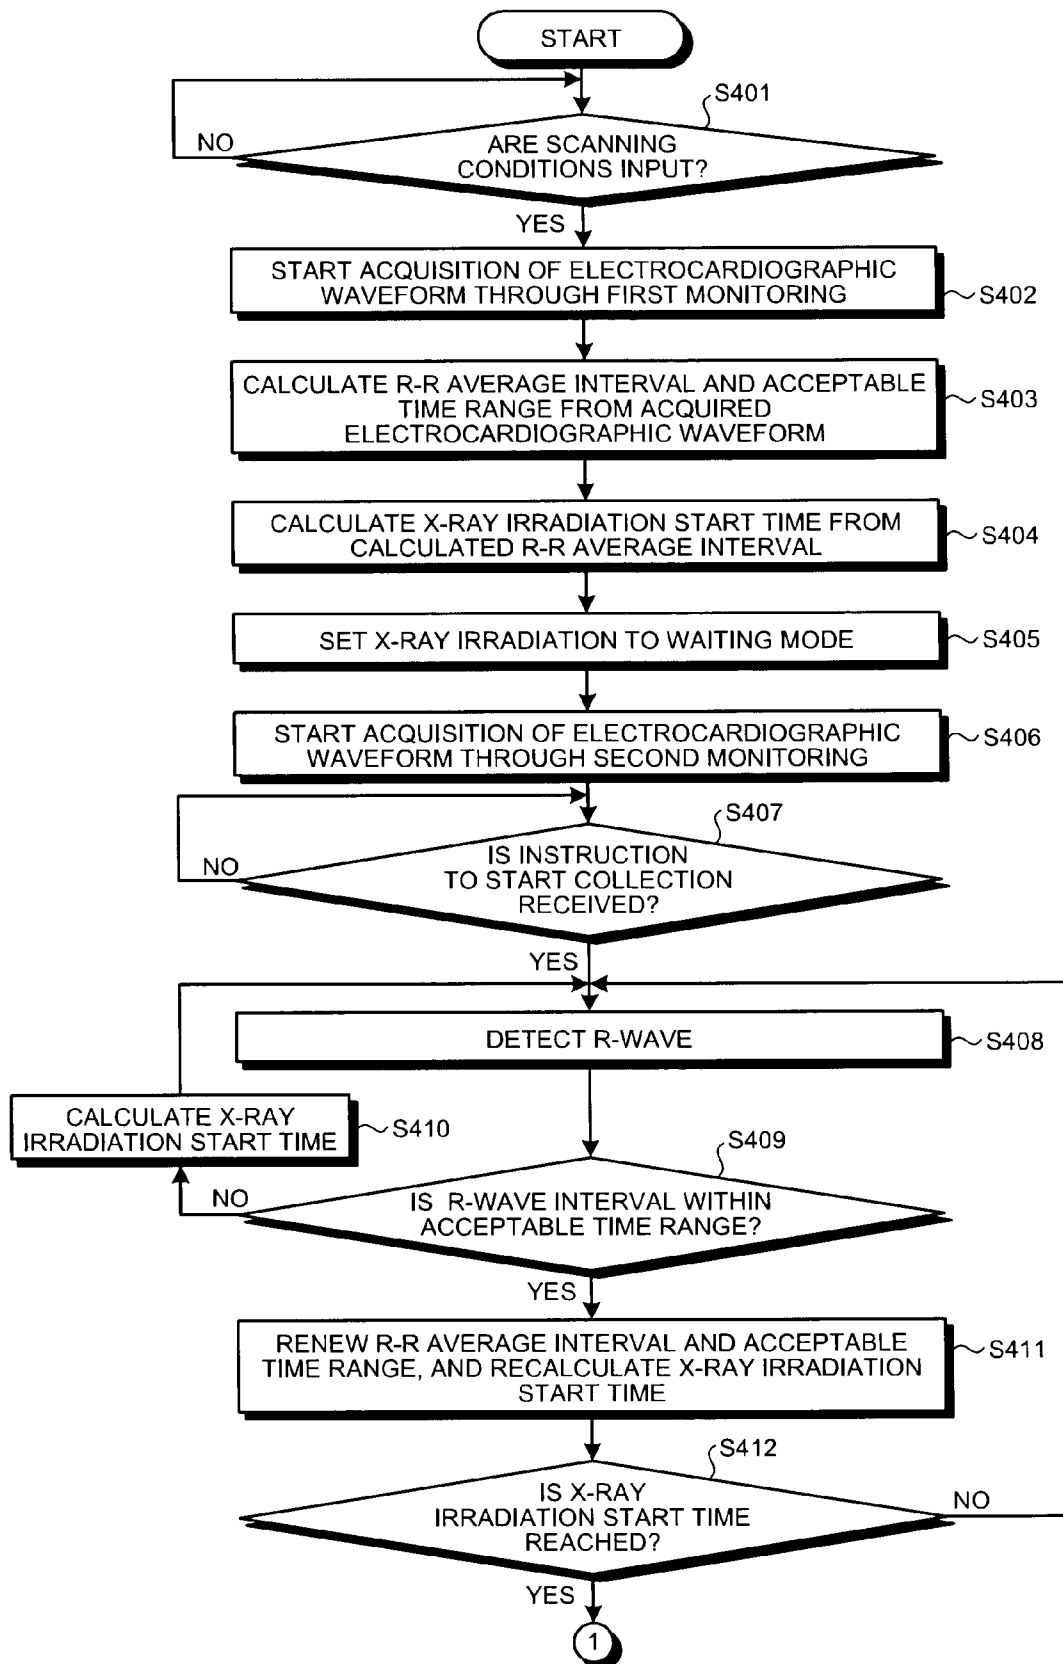 START
S401
NO
ARE SCANNING
CONDITIONS INPUT?
YES
START ACQUISITION OF ELECTROCARDIOGRAPHIC
WAVEFORM THROUGH FIRST MONITORING
S402
CALCULATE R-R AVERAGE INTERVAL AND ACCEPTABLE
TIME RANGE FROM ACQUIRED
ELECTROCARDIOGRAPHIC WAVEFORM
S403
CALCULATE X-RAY IRRADIATION START TIME FROM
CALCULATED R-R AVERAGE INTERVAL
S404
SET X-RAY IRRADIATION TO WAITING MODE
S405
START ACQUISITION OF ELECTROCARDIOGRAPHIC
WAVEFORM THROUGH SECOND MONITORING
S406
S407
NO
IS INSTRUCTION
TO START COLLECTION
RECEIVED?
YES
DETECT R-WAVE
S408
CALCULATE X-RAY
IRRADIATION START TIME
S410
S409
NO
IS R-WAVE INTERVAL WITHIN
ACCEPTABLE TIME RANGE?
YES
RENEW R-R AVERAGE INTERVAL AND ACCEPTABLE
TIME RANGE, AND RECALCULATE X-RAY IRRADIATION
START TIME
S411
S412
IS X-RAY
IRRADIATION START TIME
REACHED?
NO
YES
1